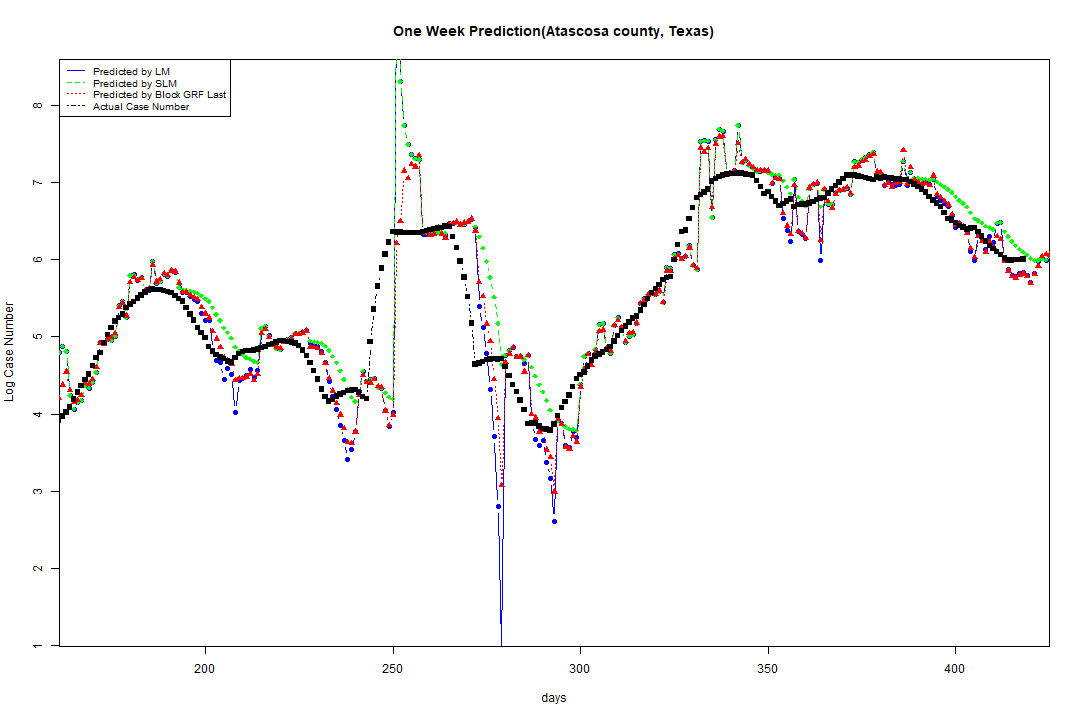 One Week Prediction(Atascosa county, Texas)
Predicted by LM
Predicted by SLM
Predicted by Block GRF Last
Actual Case Number
Log Case Number
8
7
6
5
4
3
2
1
200
250
300
350
400
days